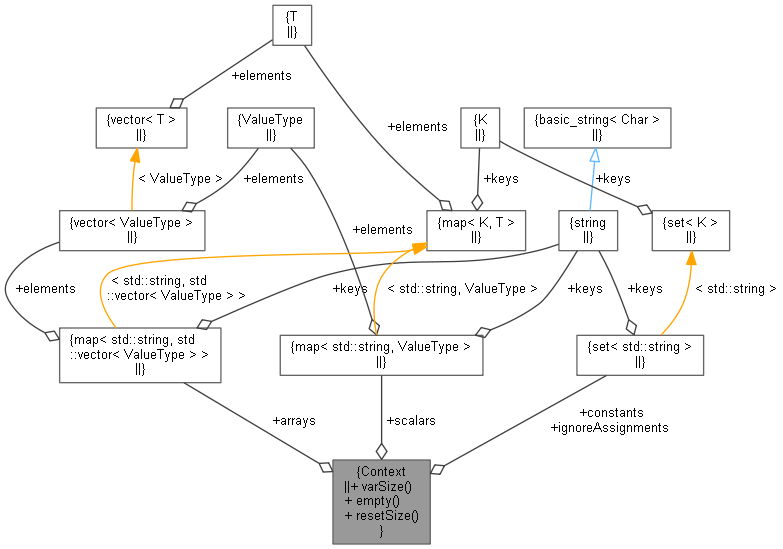 {T
||}
+elements
{vector< T >
||}
{ValueType
||}
+elements
{K
||}
{basic_string< Char >
||}
< ValueType >
+elements
+keys
+keys
{vector< ValueType >
||}
+elements
{map< K, T >
||}
{string
||}
{set< K >
||}
+elements
< std::string, std
::vector< ValueType > >
+keys
< std::string, ValueType >
+keys
+keys
< std::string >
{map< std::string, std
::vector< ValueType > >
||}
{map< std::string, ValueType >
||}
{set< std::string >
||}
+arrays
+scalars
+constants
+ignoreAssignments
{Context
||+ varSize()
+ empty()
+ resetSize()
}